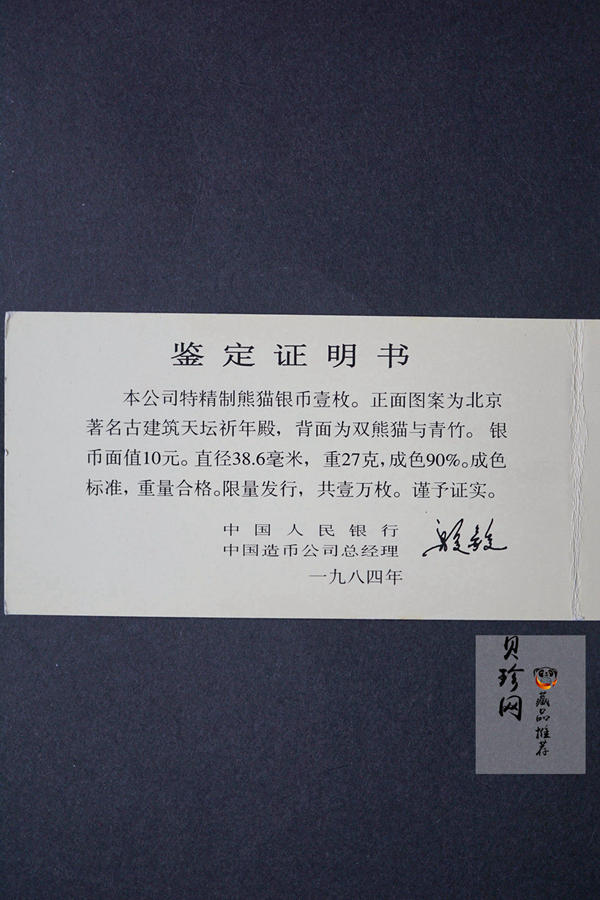 鉴定证明书
本公司特精制熊猫银币壹枚。正面图案为北京
著名古建筑天坛祈年殿，背面为双熊猫与青竹。银
币面值10元。直径38.6毫米，重27克，成色90%。成色
标准，重量合格。限量发行，共壹万枚。谨予证实。
中国人民银行
中国造币公司总经理
一九八四年
贝珍网
藏品推荐